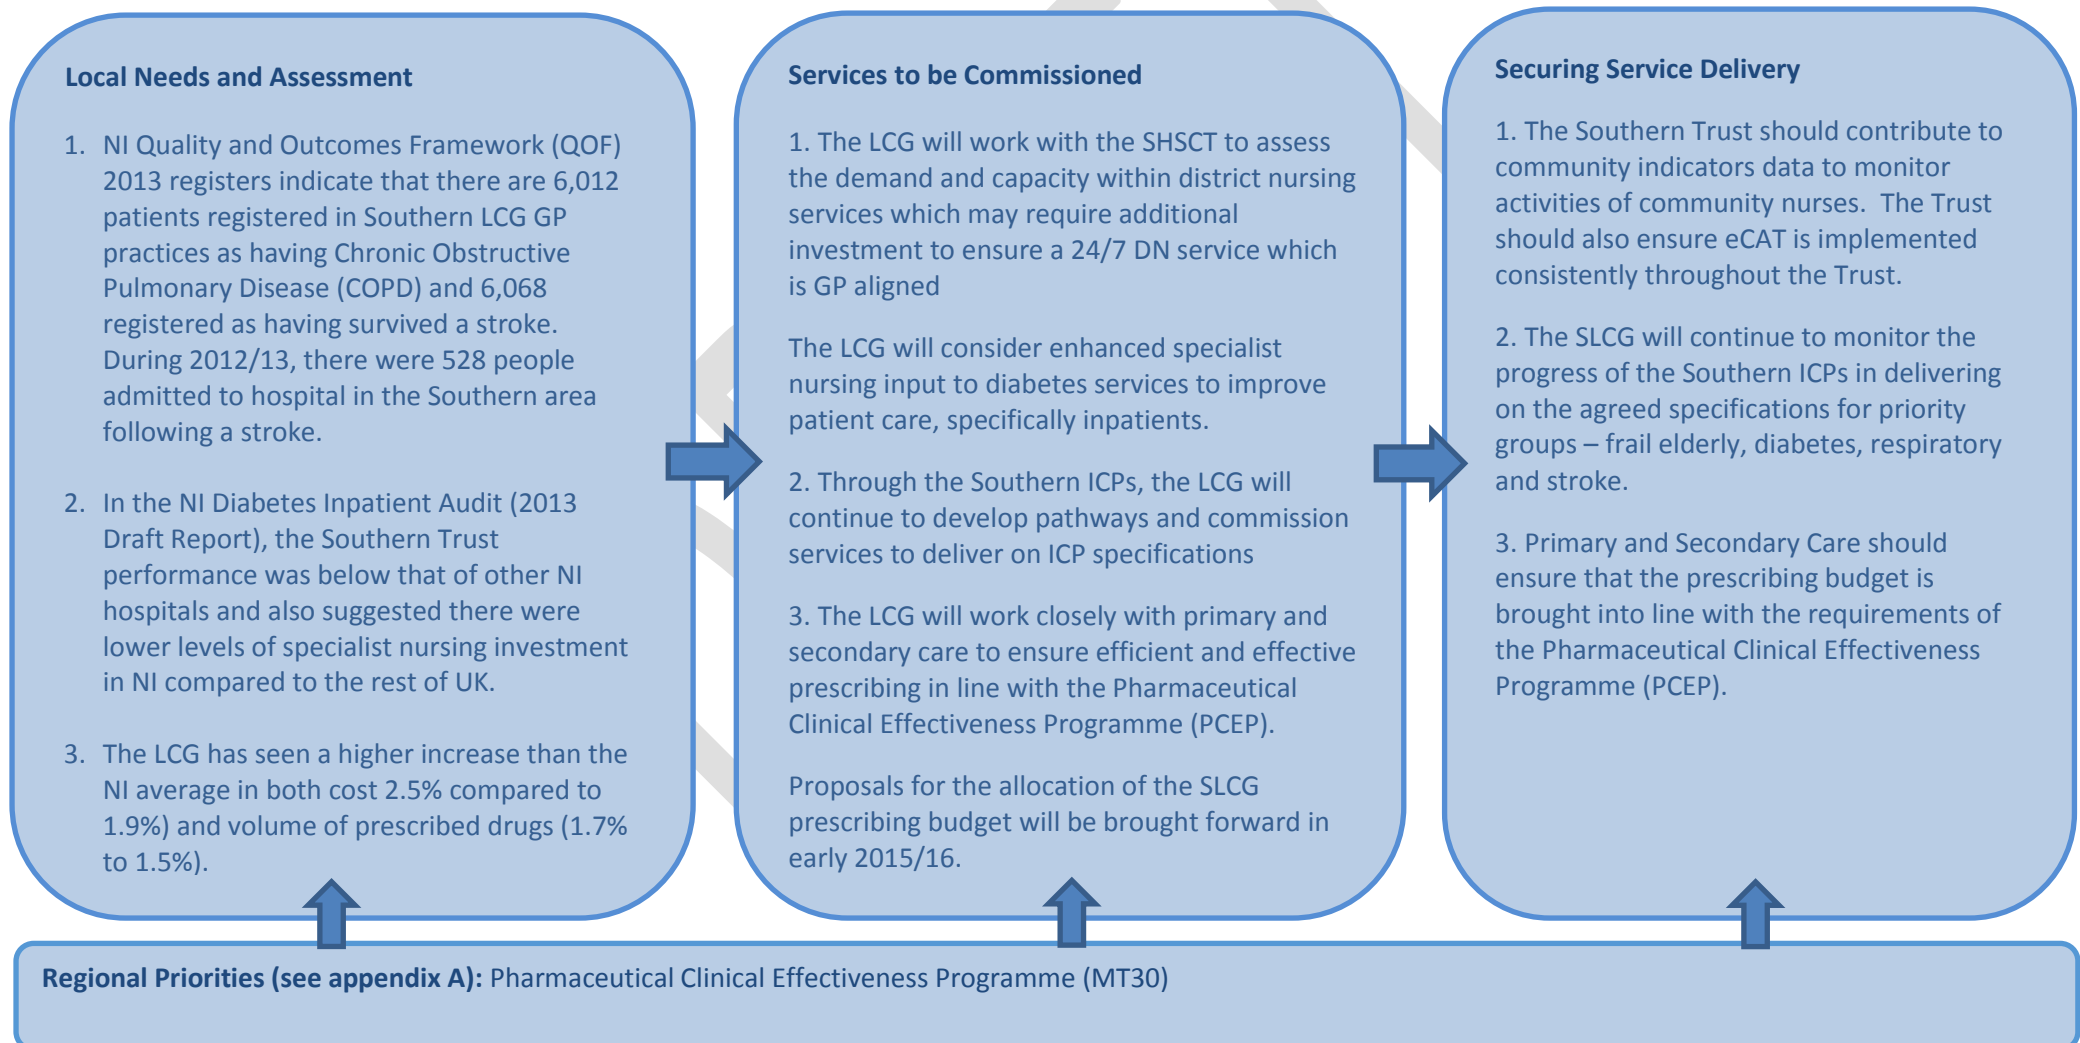 Local Needs and Assessment
1. NI Quality and Outcomes Framework (QOF)
2013 registers indicate that there are 6,012
patients registered in Southern LCG GP
practices as having Chronic Obstructive
Pulmonary Disease (COPD) and 6,068
registered as having survived a stroke.
During 2012/13, there were 528 people
admitted to hospital in the Southern area
following a stroke.
2. In the NI Diabetes Inpatient Audit (2013
Draft Report), the Southern Trust
performance was below that of other NI
hospitals and also suggested there were
lower levels of specialist nursing investment
in NI compared to the rest of UK.
3. The LCG has seen a higher increase than the
NI average in both cost 2.5% compared to
1.9%) and volume of prescribed drugs (1.7%
to 1.5%).
Services to be Commissioned
1. The LCG will work with the SHSCT to assess
the demand and capacity within district nursing
services which may require additional
investment to ensure a 24/7 DN service which
is GP aligned
The LCG will consider enhanced specialist
nursing input to diabetes services to improve
patient care, specifically inpatients.
2. Through the Southern ICPs, the LCG will
continue to develop pathways and commission
services to deliver on ICP specifications
3. The LCG will work closely with primary and
secondary care to ensure efficient and effective
prescribing in line with the Pharmaceutical
Clinical Effectiveness Programme (PCEP).
Proposals for the allocation of the SLCG
prescribing budget will be brought forward in
early 2015/16.
Securing Service Delivery
1. The Southern Trust should contribute to
community indicators data to monitor
activities of community nurses.  The Trust
should also ensure eCAT is implemented
consistently throughout the Trust.
2. The SLCG will continue to monitor the
progress of the Southern ICPs in delivering
on the agreed specifications for priority
groups – frail elderly, diabetes, respiratory
and stroke.
3. Primary and Secondary Care should
ensure that the prescribing budget is
brought into line with the requirements of
the Pharmaceutical Clinical Effectiveness
Programme (PCEP).
Regional Priorities (see appendix A): Pharmaceutical Clinical Effectiveness Programme (MT30)